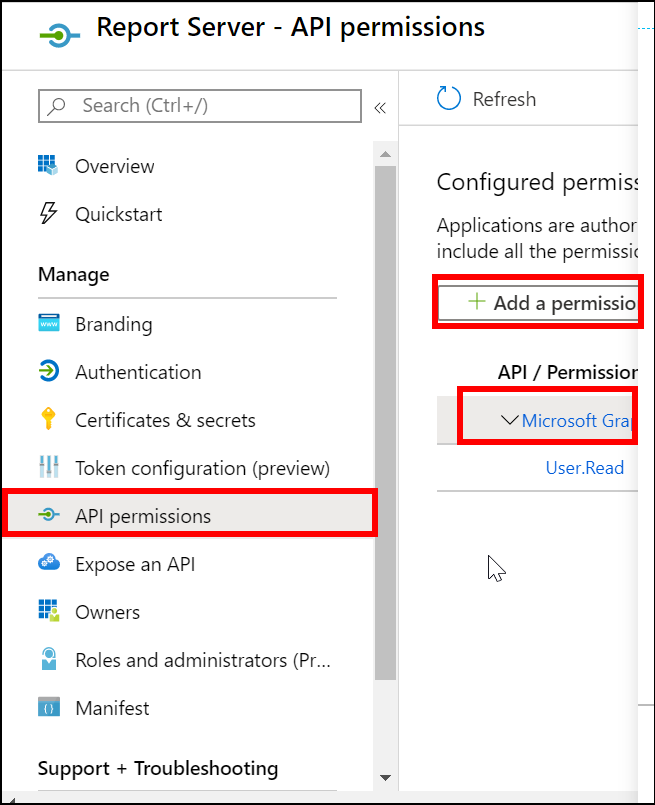 Report Server - API permissions
Search (Ctrl+/)
«
Refresh
Overview
Quickstart
Manage
Branding
Authentication
Certificates & secrets
Token configuration (preview)
API permissions
Expose an API
Owners
Roles and administrators (Pr...
Manifest
Support + Troubleshooting
Configured permis
Applications are author
include all the permissio
+ Add a permissio
API / Permission
Microsoft Gra
User.Read